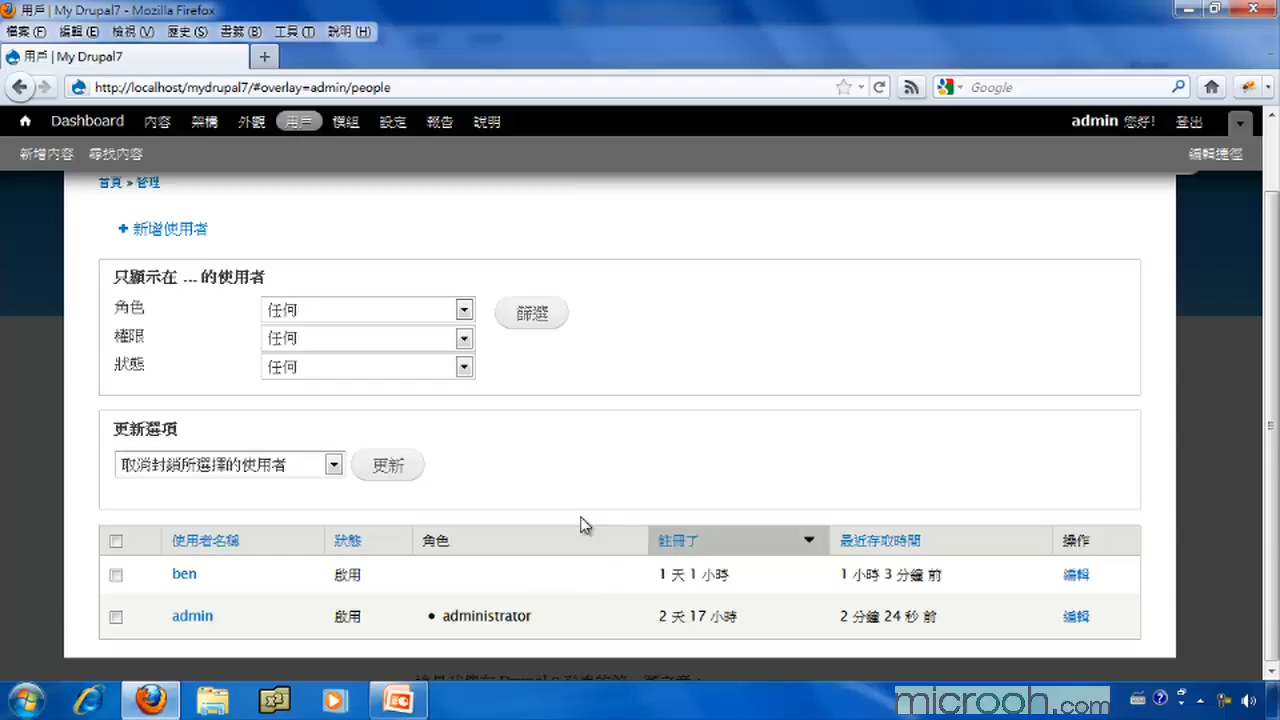 用戶 | My Drupal7 - Mozilla Firefox
檔案(F) 編輯(E) 檢視(V) 歷史(S) 書籤(B) 工具(T) 說明(H)
用戶 | My Drupal7
http://localhost/mydrupal7/#overlay=admin/people
Google
Dashboard 內容 架構 外觀 用戶 模組 設定 報告 說明 admin 您好! 登出
新增內容 尋找內容 編輯捷徑
首頁 » 管理
+ 新增使用者
只顯示在 ... 的使用者
角色 任何 篩選
權限 任何
狀態 任何
更新選項
取消封鎖所選擇的使用者 更新
使用者名稱 狀態 角色 註冊了 最近存取時間 操作
ben 啟用 1 天 1 小時 1 小時 3 分鐘 前 編輯
admin 啟用 • administrator 2 天 17 小時 2 分鐘 24 秒 前 編輯
microoh.com